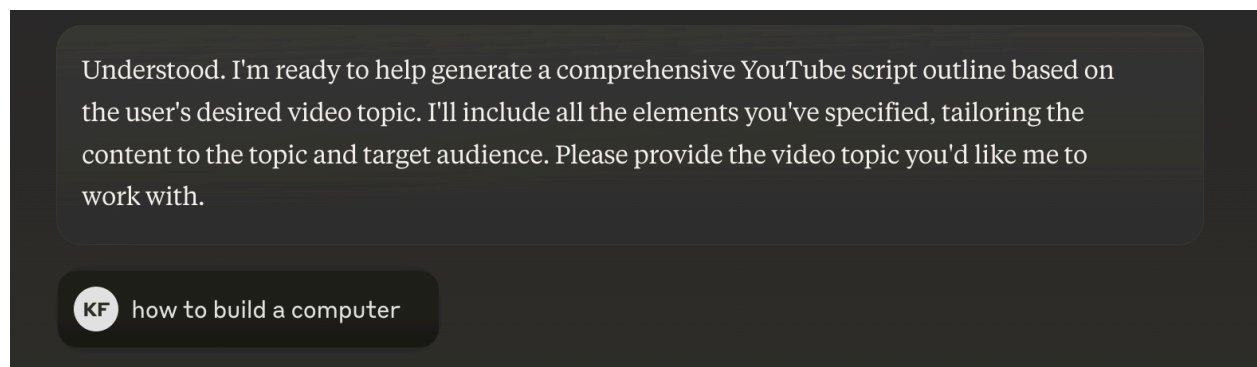 Understood. I'm ready to help generate a comprehensive YouTube script outline based on
the user's desired video topic. I'll include all the elements you've specified, tailoring the
content to the topic and target audience. Please provide the video topic you'd like me to
work with.
KF how to build a computer